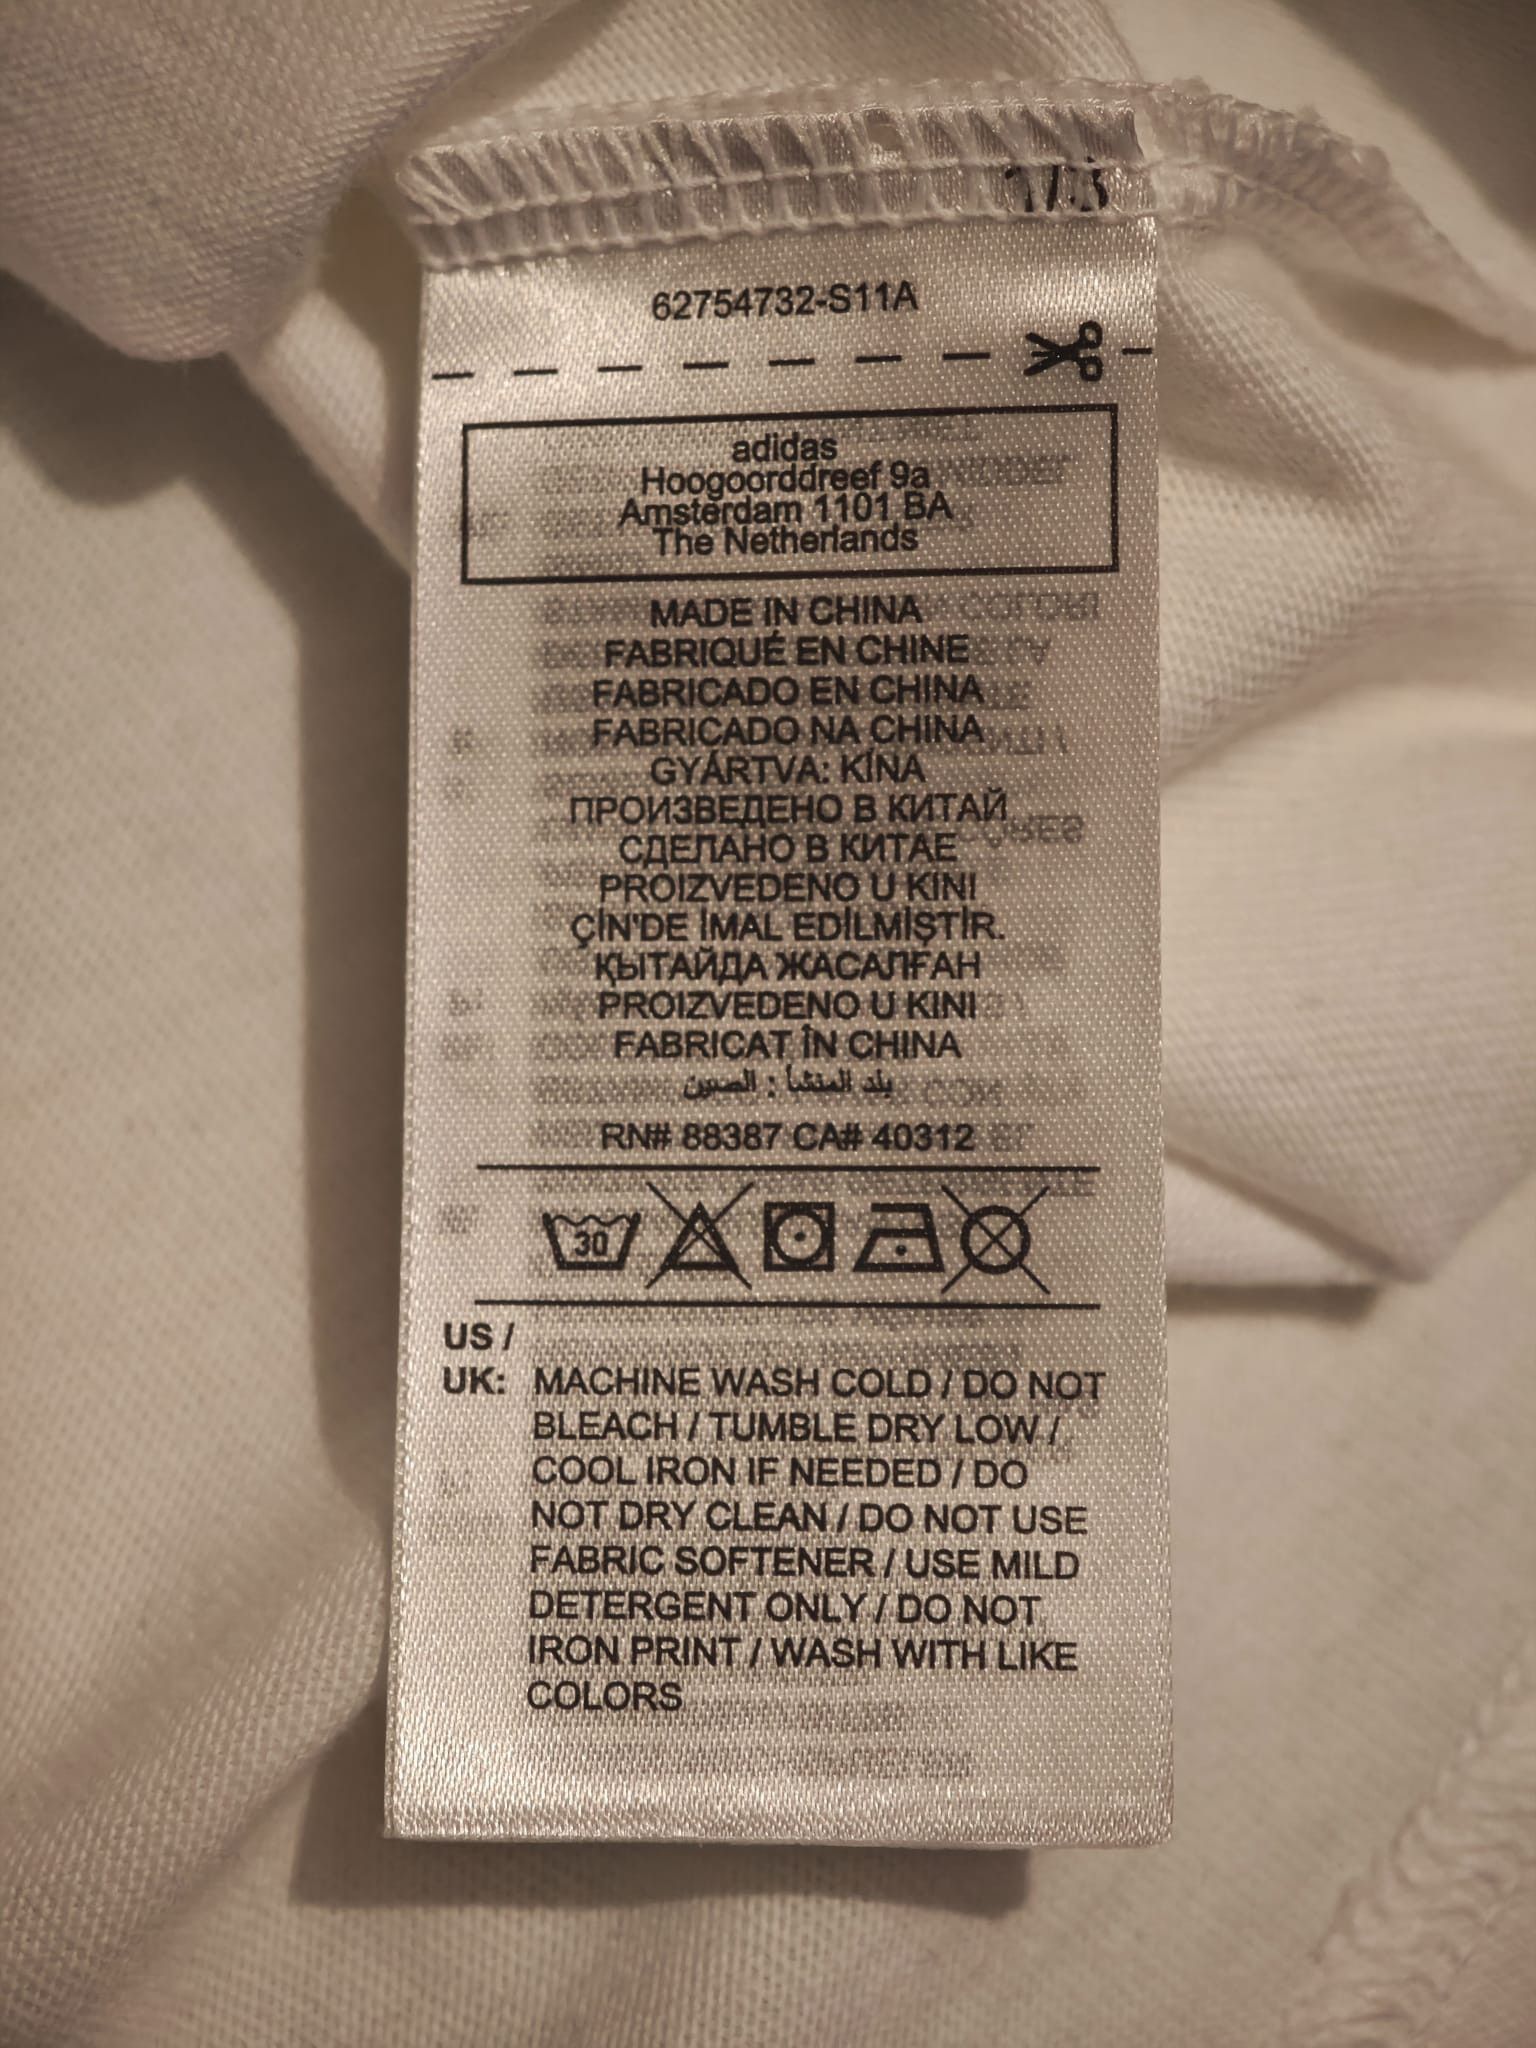 1/3
62754732-S11A
adidas
Hoogoorddreef 9a
Amsterdam 1101 BA
The Netherlands
MADE IN CHINA
FABRIQUÉ EN CHINE
FABRICADO EN CHINA
FABRICADO NA CHINA
GYÁRTVA: KÍNA
ПРОИЗВЕДЕНО В КИТАЙ
СДЕЛАНО В КИТАЕ
PROIZVEDENO U KINI
ÇİN'DE İMAL EDİLMİŞTİR.
ҚЫТАЙДА ЖАСАЛҒАН
PROIZVEDENO U KINI
FABRICAT ÎN CHINA
بلد المنشأ : الصين
RN# 88387 CA# 40312
30
US /
UK: MACHINE WASH COLD / DO NOT
BLEACH / TUMBLE DRY LOW /
COOL IRON IF NEEDED / DO
NOT DRY CLEAN / DO NOT USE
FABRIC SOFTENER / USE MILD
DETERGENT ONLY / DO NOT
IRON PRINT / WASH WITH LIKE
COLORS